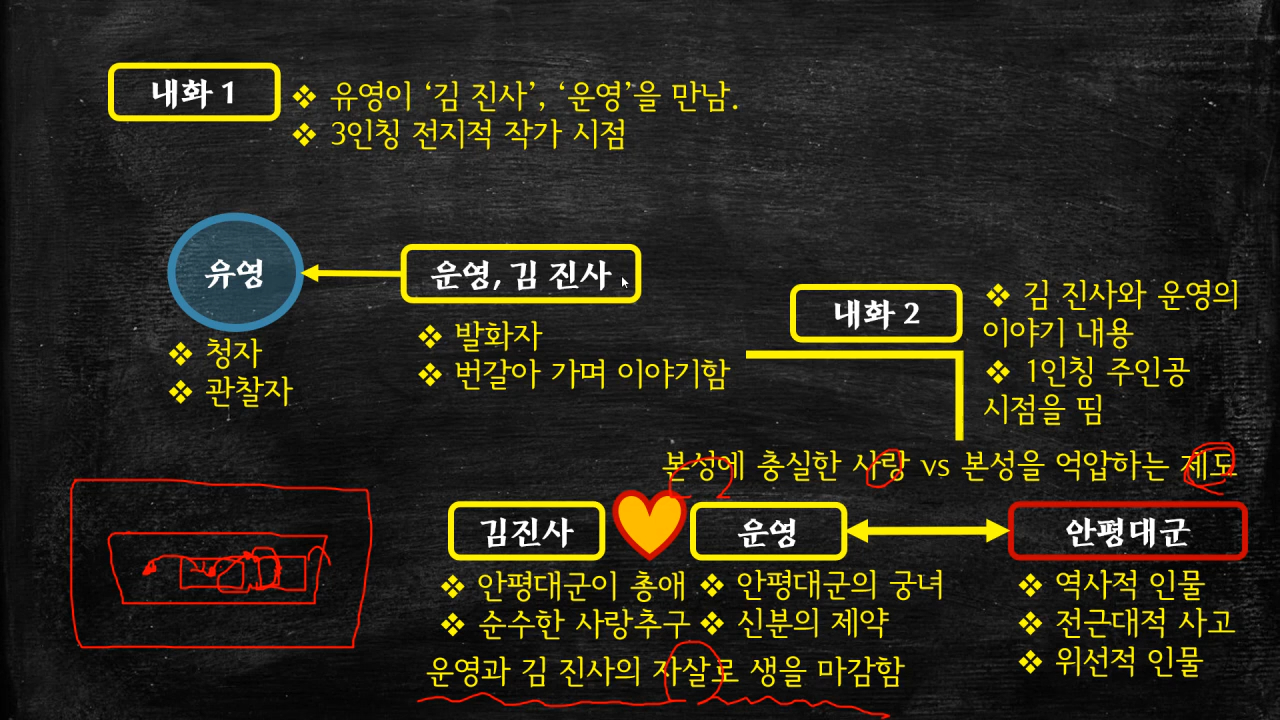 내화 1
❖ 유영이 ‘김 진사’, ‘운영’을 만남.
❖ 3인칭 전지적 작가 시점
유영
운영, 김 진사
❖ 청자
❖ 관찰자
❖ 발화자
❖ 번갈아 가며 이야기함
내화 2
❖ 김 진사와 운영의
이야기 내용
❖ 1인칭 주인공
시점을 띰
본성에 충실한 사랑 vs 본성을 억압하는 제도
김진사
운영
안평대군
❖ 안평대군이 총애
❖ 순수한 사랑추구
❖ 안평대군의 궁녀
❖ 신분의 제약
❖ 역사적 인물
❖ 전근대적 사고
❖ 위선적 인물
운영과 김 진사의 자살로 생을 마감함